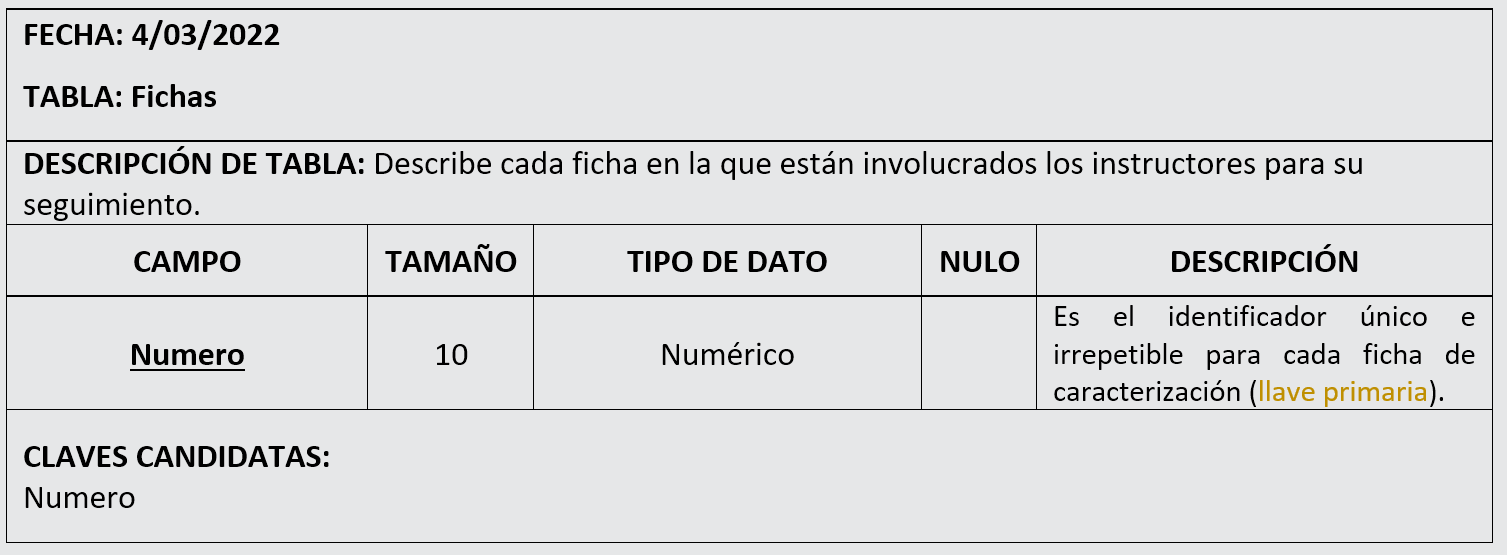 FECHA: 4/03/2022
TABLA: Fichas
DESCRIPCIÓN DE TABLA: Describe cada ficha en la que están involucrados los instructores para su
seguimiento.
CAMPO TAMAÑO TIPO DE DATO NULO DESCRIPCIÓN
Numero 10 Numérico
Es el identificador único e
irrepetible para cada ficha de
caracterización (llave primaria).
CLAVES CANDIDATAS:
Numero